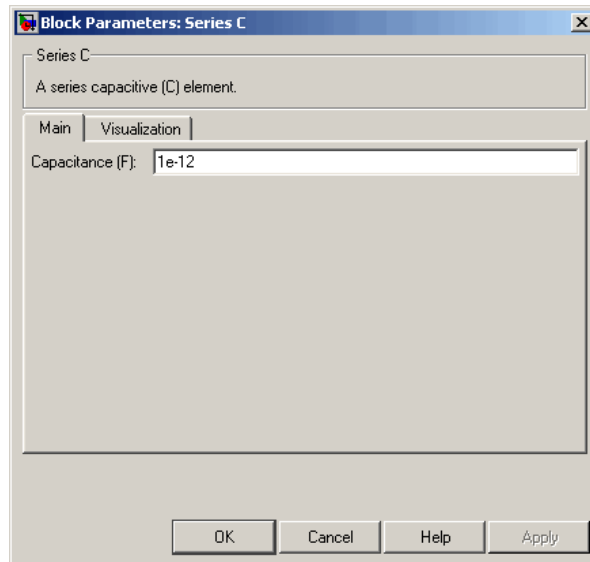 Block Parameters: Series C
Series C
A series capacitive (C) element.
Main Visualization
Capacitance (F): 1e-12
OK Cancel Help Apply